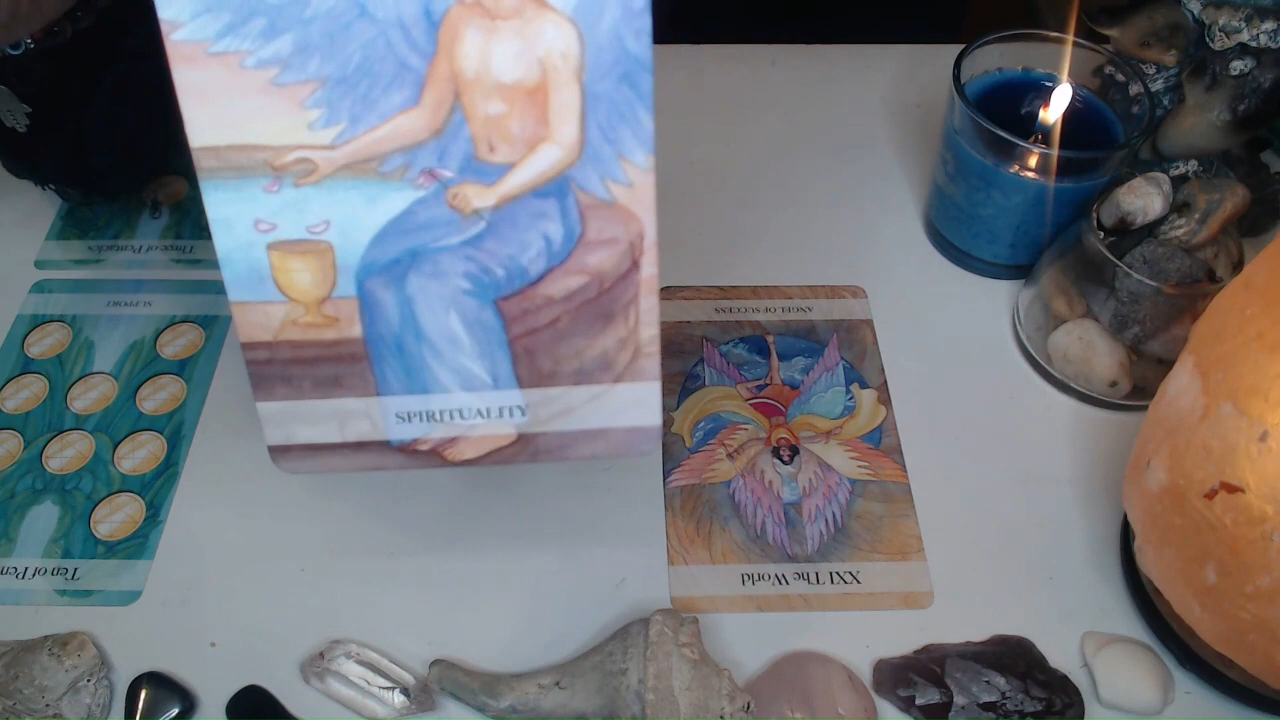 Three of Pentacles
SUPPORT
Ten of Pen
SPIRITUALITY
ANGEL OF SUCCESS
XXI The World